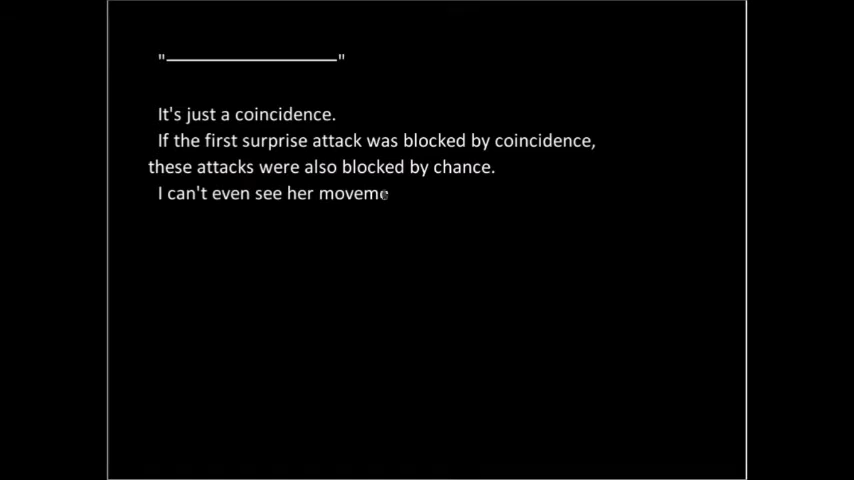 "—————————"
It's just a coincidence.
If the first surprise attack was blocked by coincidence,
these attacks were also blocked by chance.
I can't even see her moveme